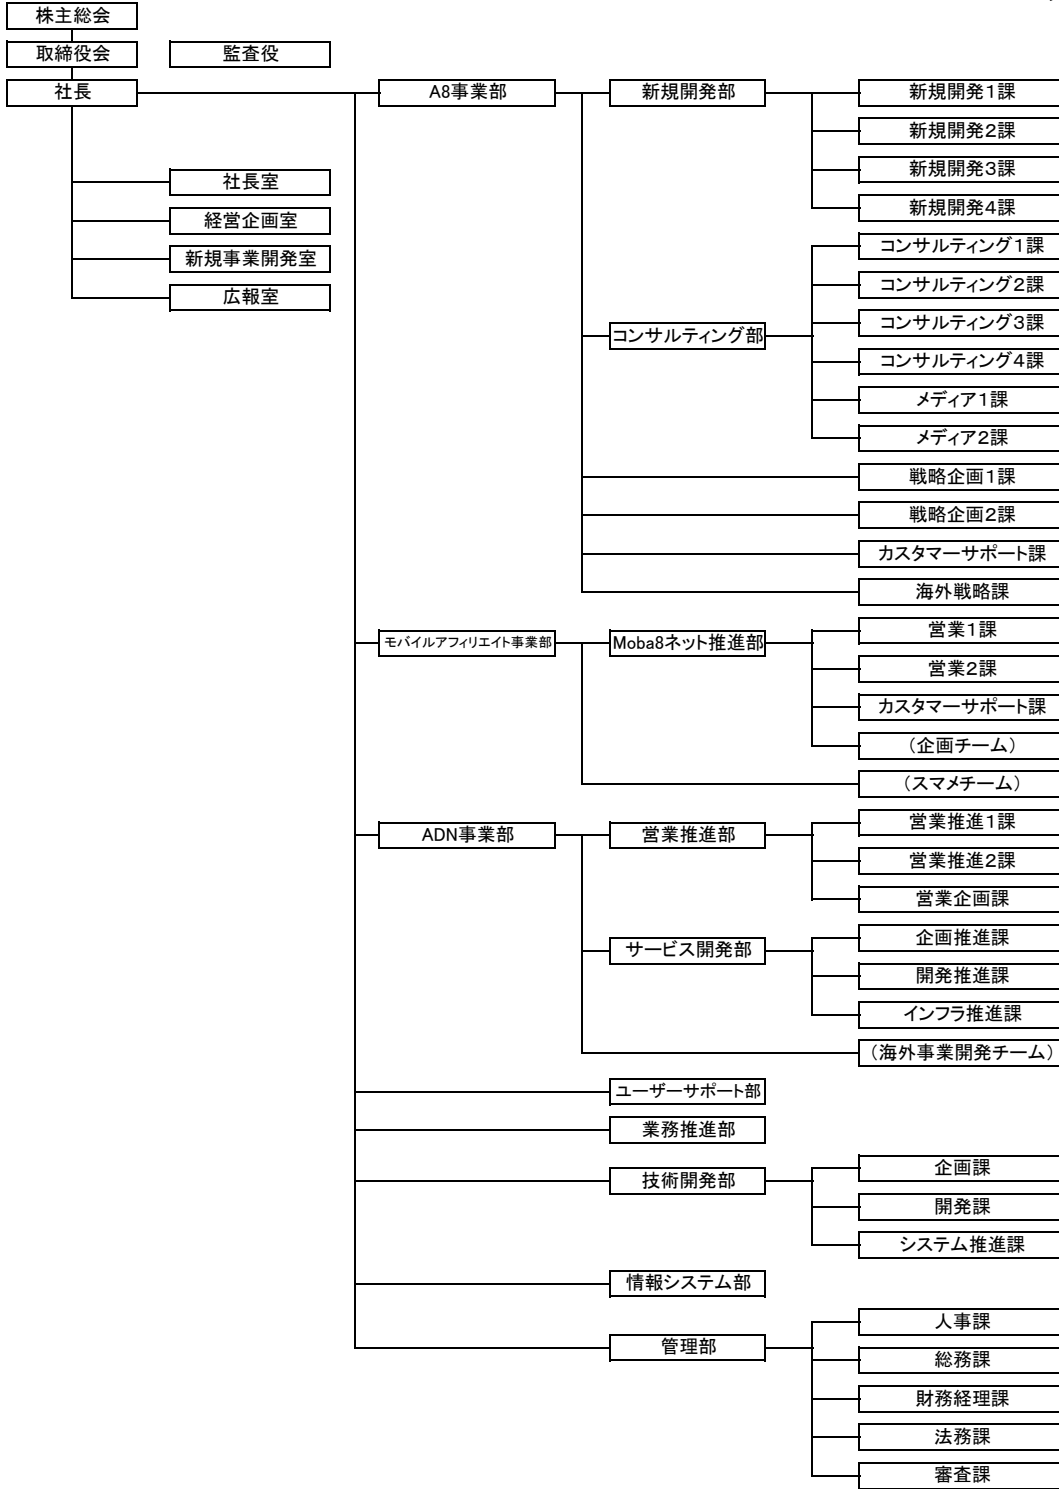 株主総会
取締役会
監査役
社長
A8事業部
新規開発部
新規開発1課
新規開発2課
新規開発3課
新規開発4課
社長室
経営企画室
新規事業開発室
広報室
コンサルティング部
コンサルティング1課
コンサルティング2課
コンサルティング3課
コンサルティング4課
メディア1課
メディア2課
戦略企画1課
戦略企画2課
カスタマーサポート課
海外戦略課
モバイルアフィリエイト事業部
Moba8ネット推進部
営業1課
営業2課
カスタマーサポート課
（企画チーム）
（スマメチーム）
ADN事業部
営業推進部
営業推進1課
営業推進2課
営業企画課
サービス開発部
企画推進課
開発推進課
インフラ推進課
（海外事業開発チーム）
ユーザーサポート部
業務推進部
技術開発部
企画課
開発課
システム推進課
情報システム部
管理部
人事課
総務課
財務経理課
法務課
審査課